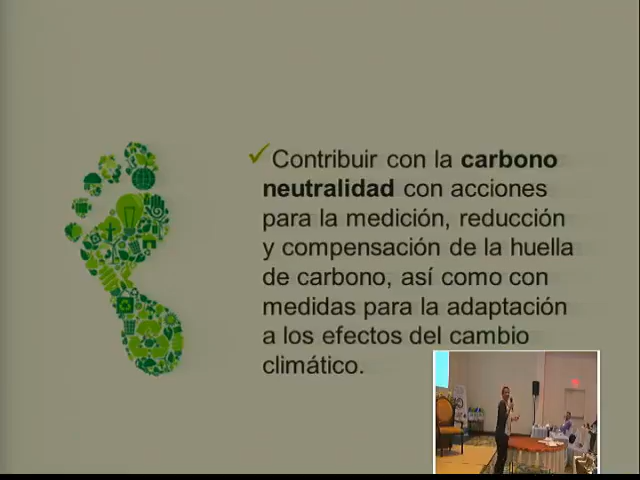 Contribuir con la carbono
neutralidad con acciones
para la medición, reducción
y compensación de la huella
de carbono, así como con
medidas para la adaptación
a los efectos del cambio
climático.